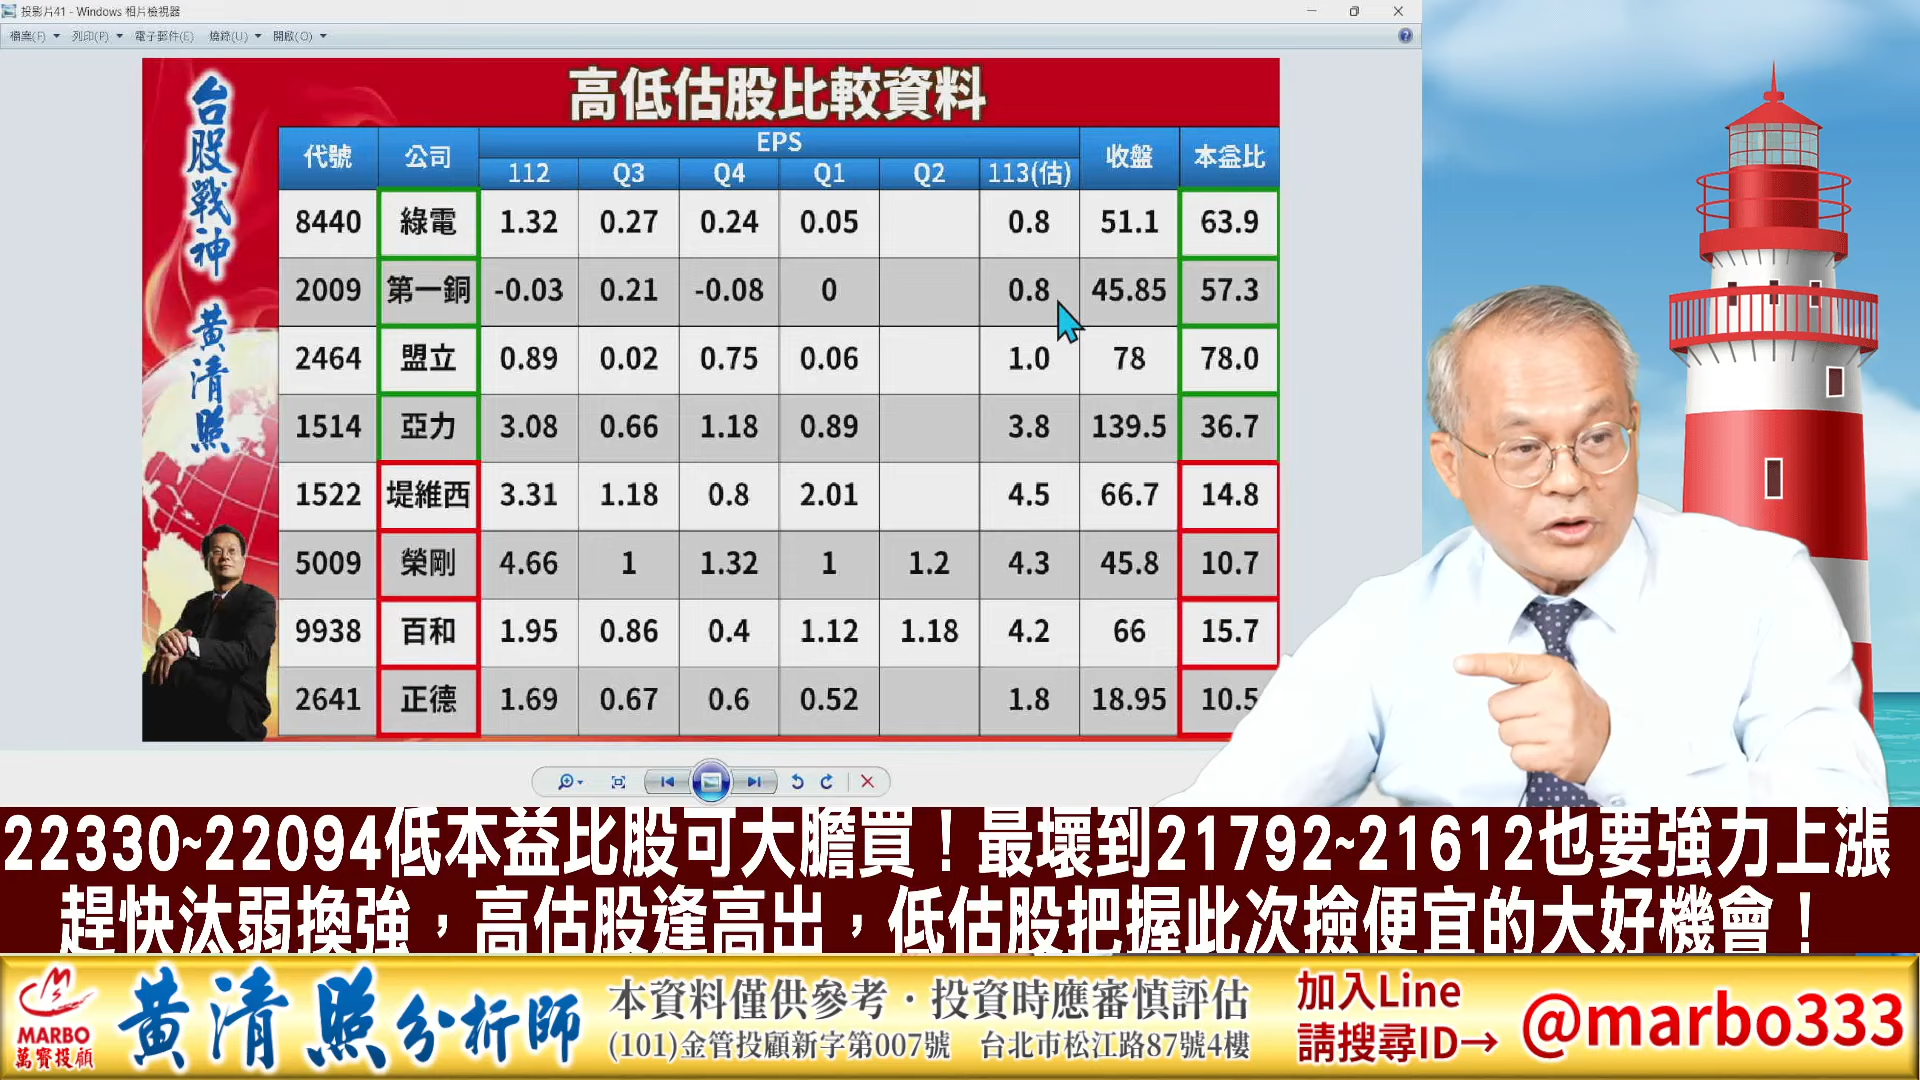 投影片41 - Windows 相片檢視器
檔案(F) 列印(P) 電子郵件(E) 燒錄(U) 開啟(O)
台股戰神 黃清照
高低估股比較資料
代號 公司 EPS 收盤 本益比
112 Q3 Q4 Q1 Q2 113(估)
8440 綠電 1.32 0.27 0.24 0.05 0.8 51.1 63.9
2009 第一銅 -0.03 0.21 -0.08 0 0.8 45.85 57.3
2464 盟立 0.89 0.02 0.75 0.06 1.0 78 78.0
1514 亞力 3.08 0.66 1.18 0.89 3.8 139.5 36.7
1522 堤維西 3.31 1.18 0.8 2.01 4.5 66.7 14.8
5009 榮剛 4.66 1 1.32 1 1.2 4.3 45.8 10.7
9938 百和 1.95 0.86 0.4 1.12 1.18 4.2 66 15.7
2641 正德 1.69 0.67 0.6 0.52 1.8 18.95 10.5
22330~22094低本益比股可大膽買！最壞到21792~21612也要強力上漲
趕快汰弱換強，高估股逢高出，低估股把握此次撿便宜的大好機會！
MARBO
萬寶投顧
黃清照分析師
本資料僅供參考．投資時應審慎評估
(101)金管投顧新字第007號 台北市松江路87號4樓
加入Line
請搜尋ID→
@marbo333